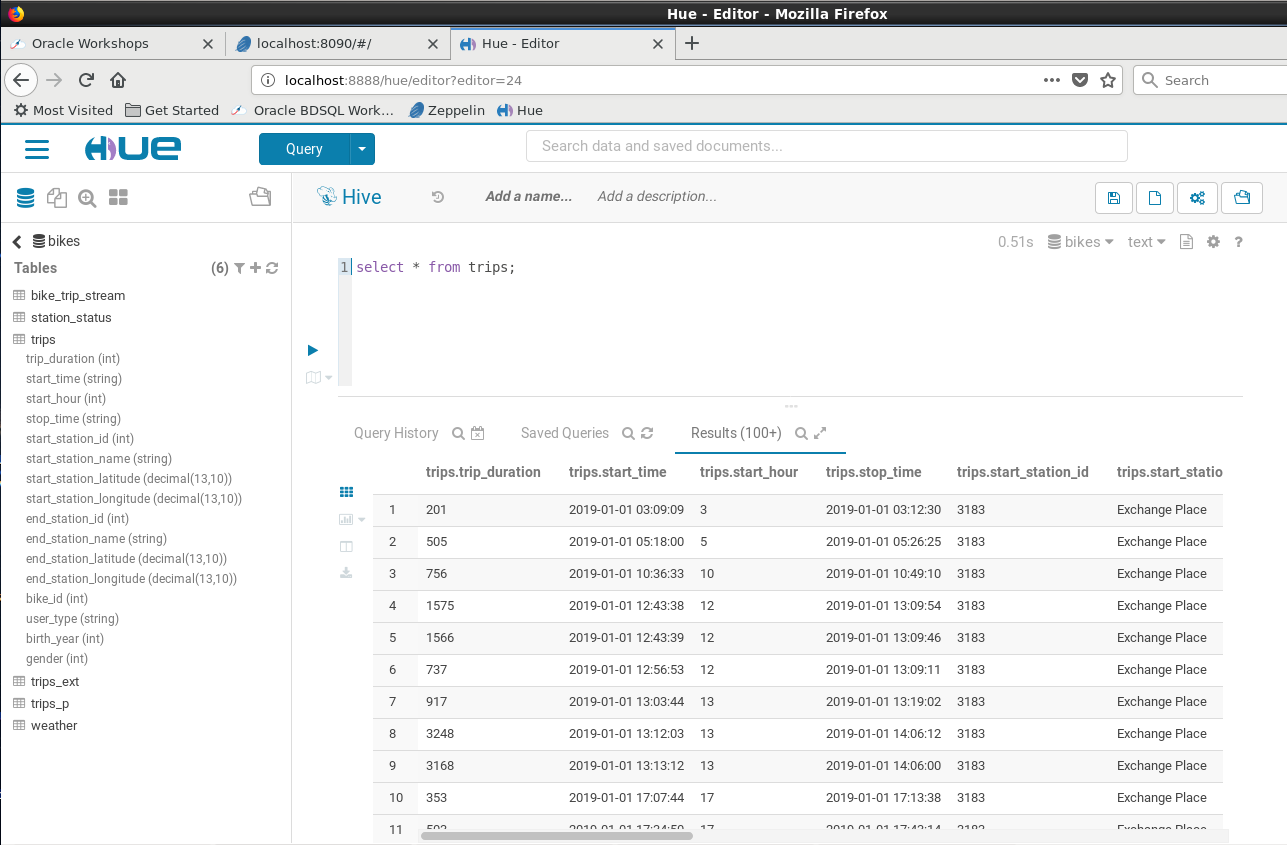 Hue - Editor - Mozilla Firefox
Oracle Workshops
localhost:8090/#/
Hue - Editor
localhost:8888/hue/editor?editor=24
Search
Most Visited Getting Started Oracle BDSQL Work... Zeppelin Hue
HUE
Query
Search data and saved documents...
Hive
Add a name...
Add a description...
bikes
0.51s bikes text ?
Tables (6)
1 select * from trips;
bike_trip_stream
station_status
trips
trip_duration (int)
start_time (string)
start_hour (int)
stop_time (string)
start_station_id (int)
start_station_name (string)
start_station_latitude (decimal(13,10))
start_station_longitude (decimal(13,10))
end_station_id (int)
end_station_name (string)
end_station_latitude (decimal(13,10))
end_station_longitude (decimal(13,10))
bike_id (int)
user_type (string)
birth_year (int)
gender (int)
trips_ext
trips_p
weather
Query History Saved Queries Results (100+)
trips.trip_duration trips.start_time trips.start_hour trips.stop_time trips.start_station_id trips.start_statio
1 201 2019-01-01 03:09:09 3 2019-01-01 03:12:30 3183 Exchange Place
2 505 2019-01-01 05:18:00 5 2019-01-01 05:26:25 3183 Exchange Place
3 756 2019-01-01 10:36:33 10 2019-01-01 10:49:10 3183 Exchange Place
4 1575 2019-01-01 12:43:38 12 2019-01-01 13:09:54 3183 Exchange Place
5 1566 2019-01-01 12:43:39 12 2019-01-01 13:09:46 3183 Exchange Place
6 737 2019-01-01 12:56:53 12 2019-01-01 13:09:11 3183 Exchange Place
7 917 2019-01-01 13:03:44 13 2019-01-01 13:19:02 3183 Exchange Place
8 3248 2019-01-01 13:12:03 13 2019-01-01 14:06:12 3183 Exchange Place
9 3168 2019-01-01 13:13:12 13 2019-01-01 14:06:00 3183 Exchange Place
10 353 2019-01-01 17:07:44 17 2019-01-01 17:13:38 3183 Exchange Place
11